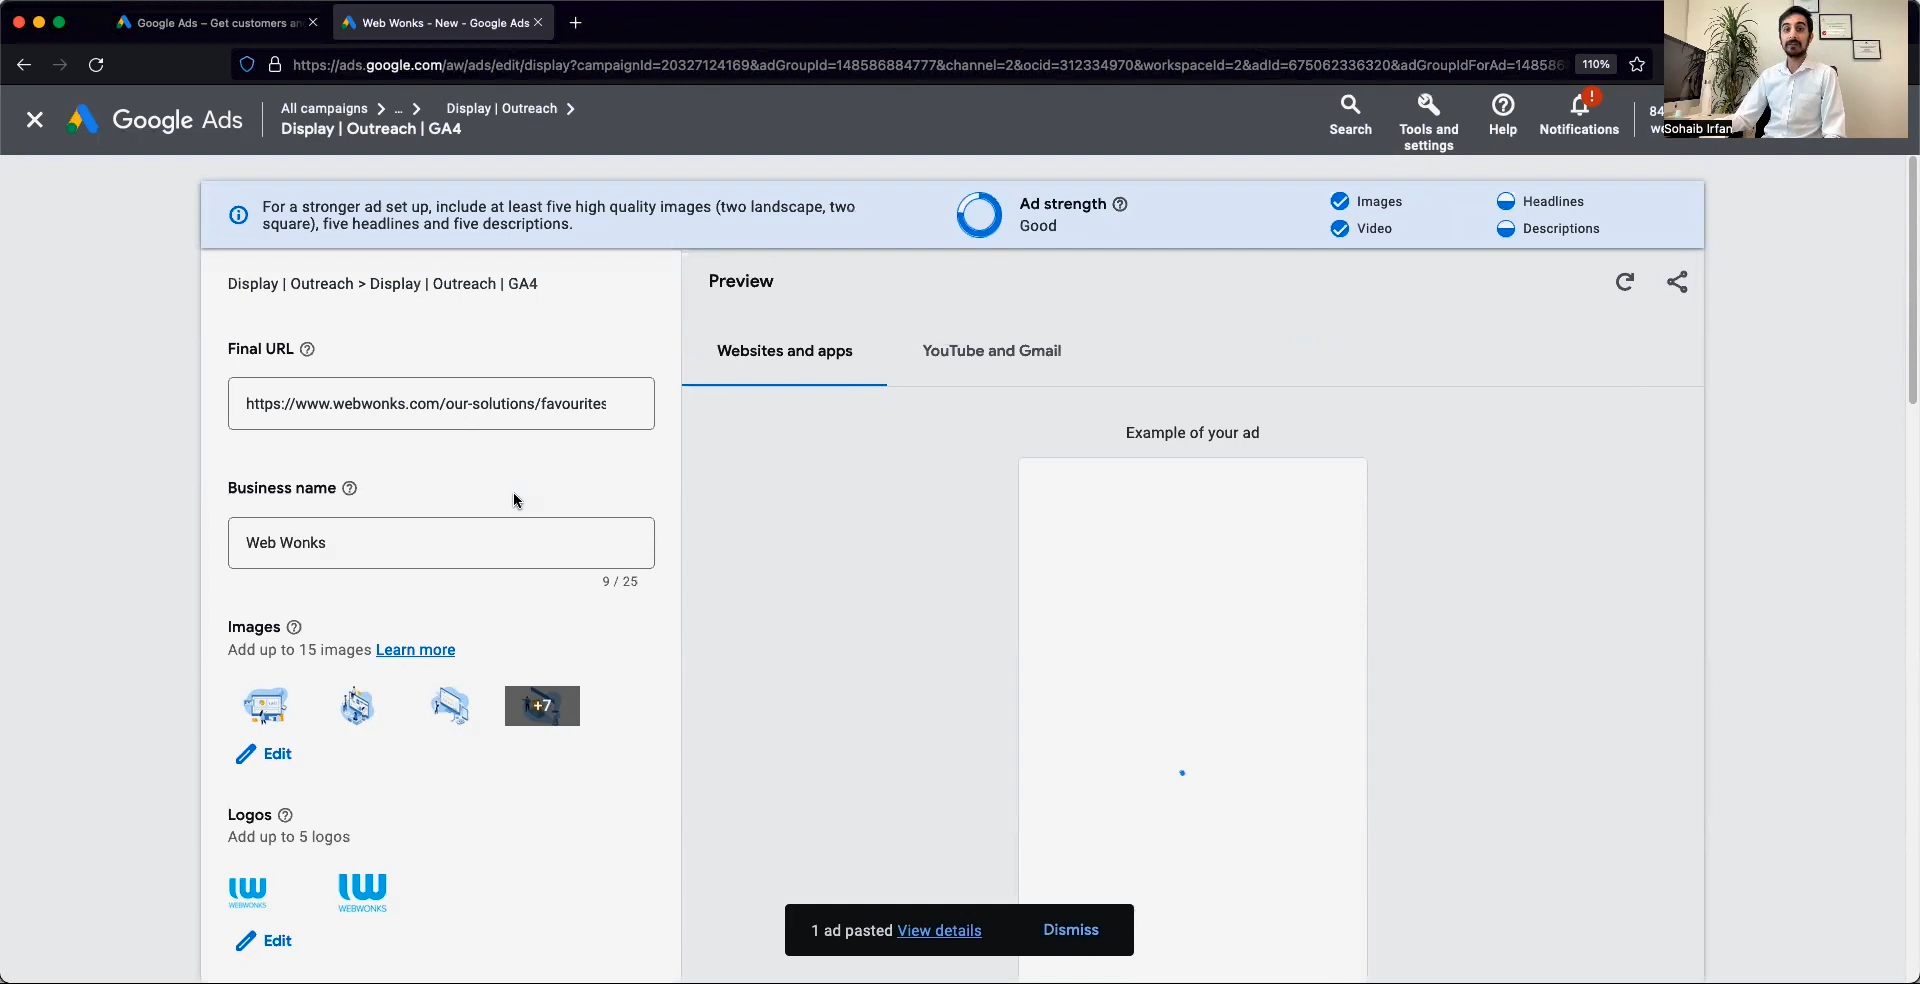 Google Ads – Get customers an
Web Wonks - New - Google Ads
https://ads.google.com/aw/ads/edit/display?campaignId=20327124169&adGroupId=148586884777&channel=2&ocid=312334970&workspaceId=2&adId=675062336320&adGroupIdForAd=148586
110%
Google Ads
All campaigns
...
Display | Outreach
Display | Outreach | GA4
Search
Tools and settings
Help
Notifications
84
we
Sohaib Irfan
For a stronger ad set up, include at least five high quality images (two landscape, two
square), five headlines and five descriptions.
Ad strength
Good
Images
Video
Headlines
Descriptions
Display | Outreach > Display | Outreach | GA4
Final URL
https://www.webwonks.com/our-solutions/favourites
Business name
Web Wonks
9 / 25
Images
Add up to 15 images Learn more
+7
Edit
Logos
Add up to 5 logos
WEBWONKS
WEBWONKS
Edit
Preview
Websites and apps
YouTube and Gmail
Example of your ad
1 ad pasted View details
Dismiss